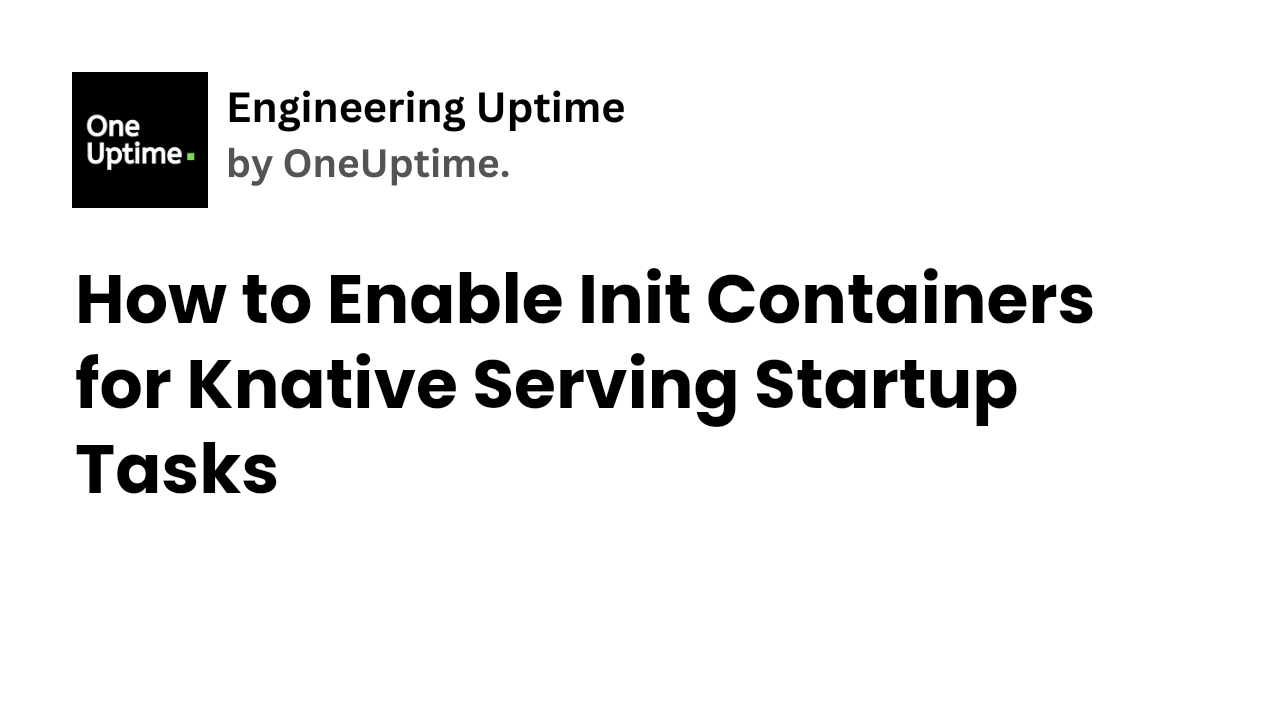 One
Uptime
Engineering Uptime
by OneUptime.
How to Enable Init Containers
for Knative Serving Startup
Tasks